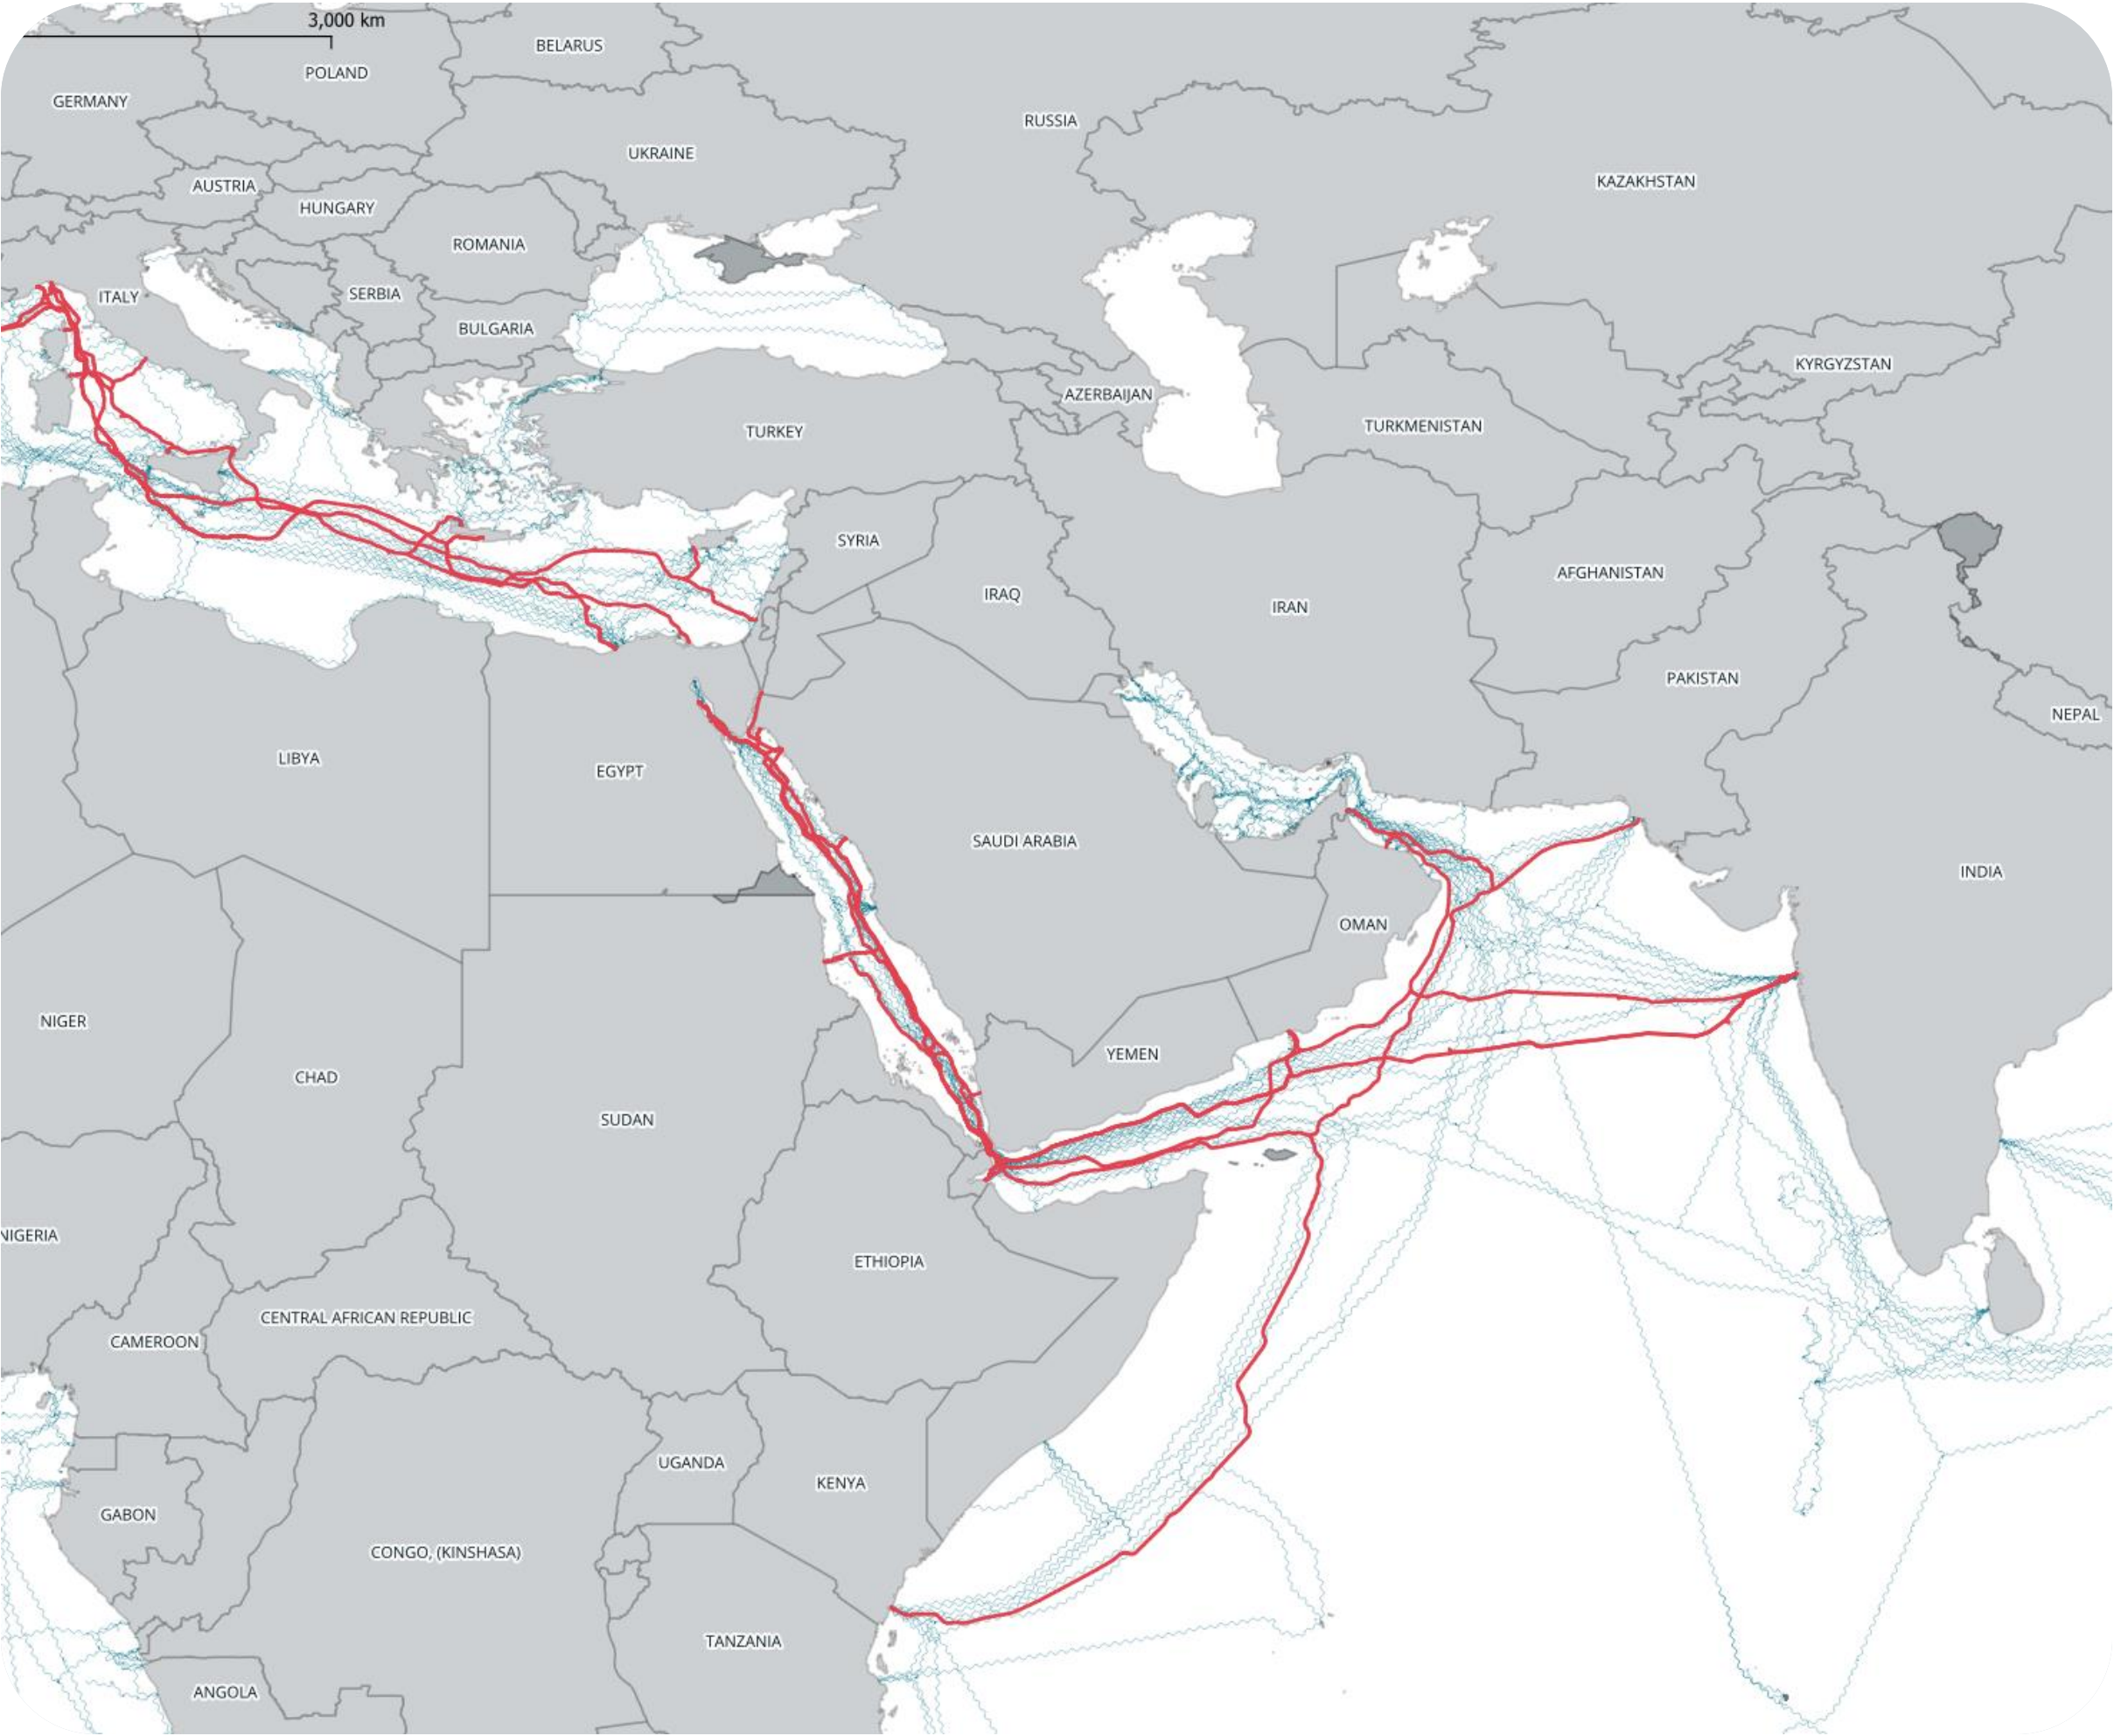 3,000 km
BELARUS
POLAND
GERMANY
RUSSIA
UKRAINE
KAZAKHSTAN
AUSTRIA
HUNGARY
ROMANIA
SERBIA
ITALY
BULGARIA
KYRGYZSTAN
AZERBAIJAN
TURKMENISTAN
TURKEY
SYRIA
AFGHANISTAN
IRAQ
IRAN
PAKISTAN
NEPAL
LIBYA
EGYPT
SAUDI ARABIA
INDIA
OMAN
NIGER
YEMEN
CHAD
SUDAN
NIGERIA
ETHIOPIA
CENTRAL AFRICAN REPUBLIC
CAMEROON
UGANDA
KENYA
GABON
CONGO, (KINSHASA)
TANZANIA
ANGOLA